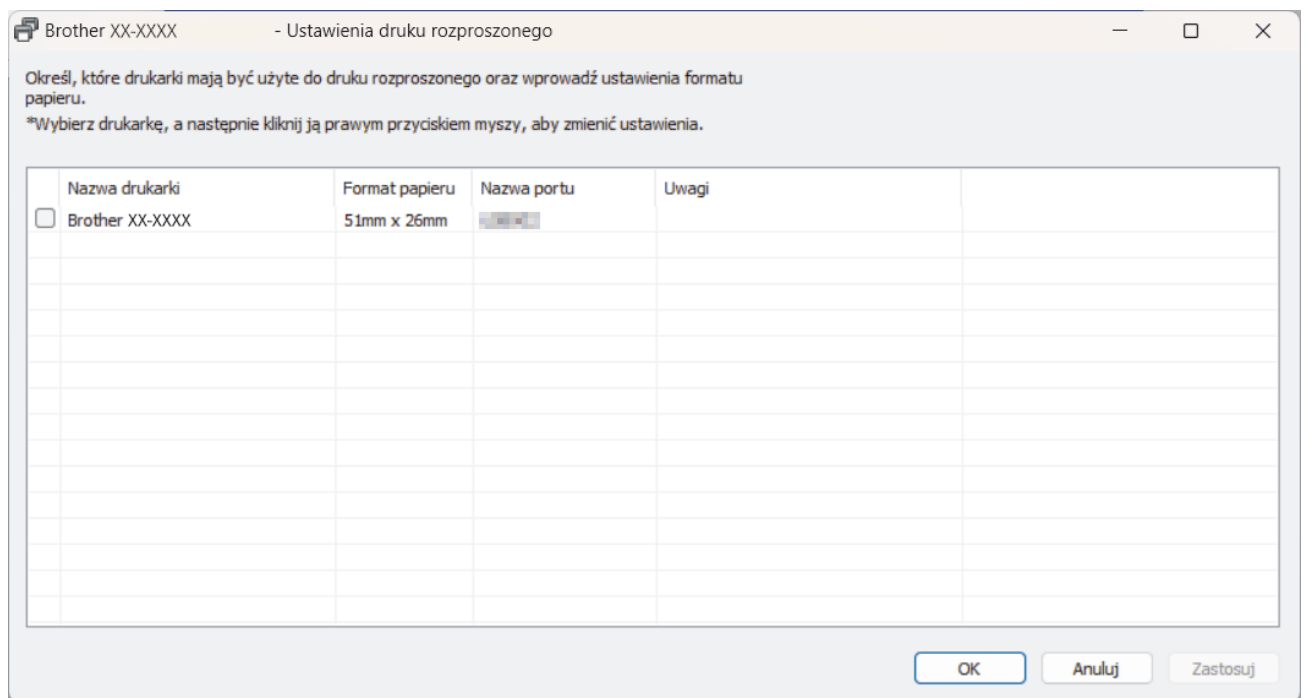 Brother XX-XXXX - Ustawienia druku rozproszonego
Określ, które drukarki mają być użyte do druku rozproszonego oraz wprowadź ustawienia formatu
papieru.
*Wybierz drukarkę, a następnie kliknij ją prawym przyciskiem myszy, aby zmienić ustawienia.
Nazwa drukarki Format papieru Nazwa portu Uwagi
Brother XX-XXXX 51mm x 26mm
OK Anuluj Zastosuj